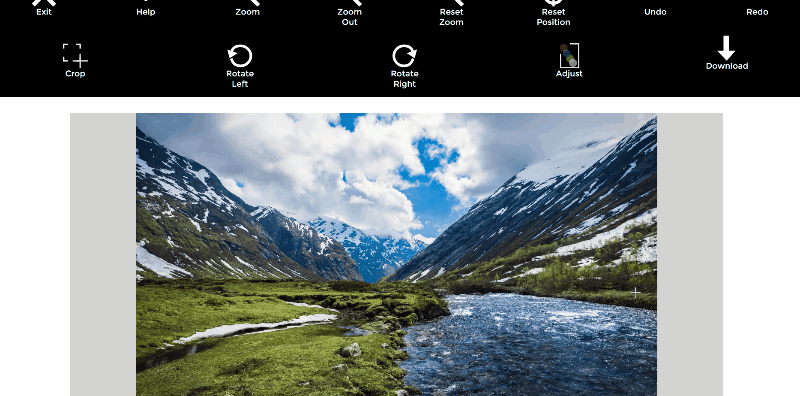 Exit
Help
Zoom
Zoom
Out
Reset
Zoom
Reset
Position
Undo
Redo
Crop
Rotate
Left
Rotate
Right
Adjust
Download